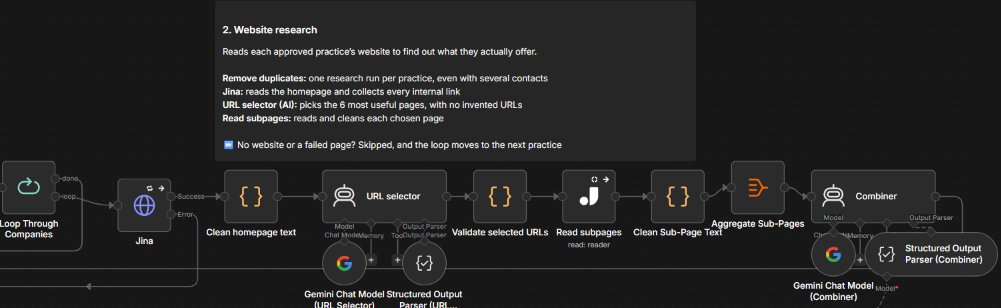 2. Website research
Reads each approved practice's website to find out what they actually offer.
Remove duplicates: one research run per practice, even with several contacts
Jina: reads the homepage and collects every internal link
URL selector (AI): picks the 6 most useful pages, with no invented URLs
Read subpages: reads and cleans each chosen page
No website or a failed page? Skipped, and the loop moves to the next practice
done
loop
Loop Through
Companies
Success
Error
Jina
Clean homepage text
URL selector
Model
Chat Model
Memory
Output Parser
Output Parser
Gemini Chat Model
(URL Selector)
Structured Output
Parser (URL...
Validate selected URLs
Read subpages
read: reader
Clean Sub-Page Text
Aggregate Sub-Pages
Combiner
Model
Memory
Output Parser
Gemini Chat Model
(Combiner)
Structured Output
Parser (Combiner)
Model*